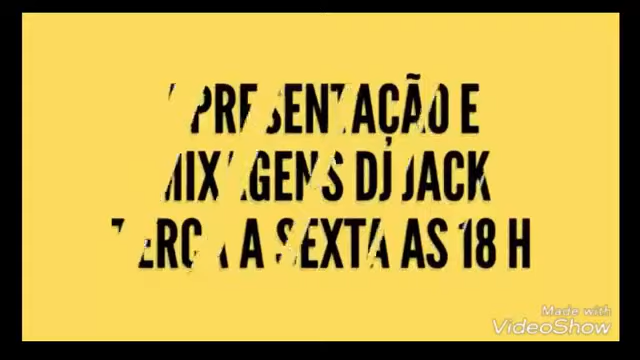 APRESENTAÇÃO E
MIXAGENS DJ JACK
TERÇA A SEXTA AS 18 H
Made with
VideoShow